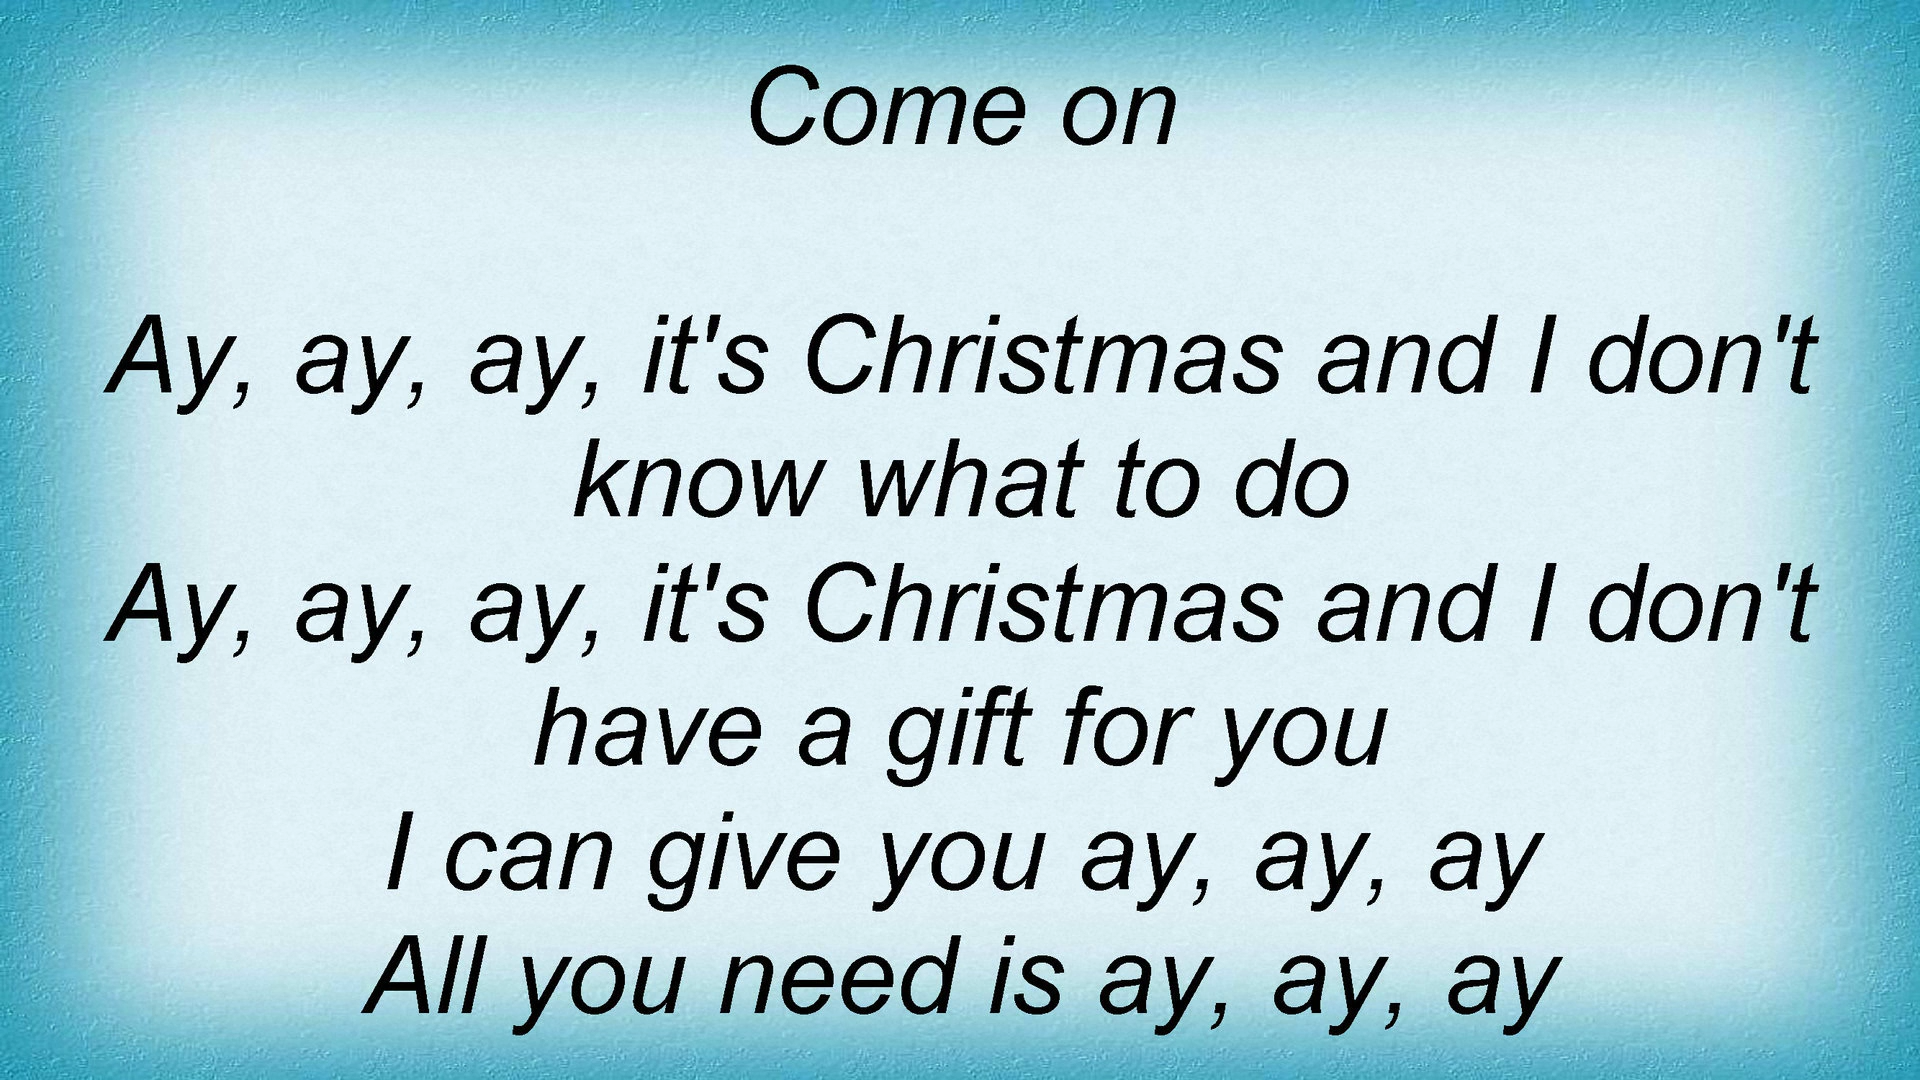 Come on
Ay, ay, ay, it's Christmas and I don't
know what to do
Ay, ay, ay, it's Christmas and I don't
have a gift for you
I can give you ay, ay, ay
All you need is ay, ay, ay